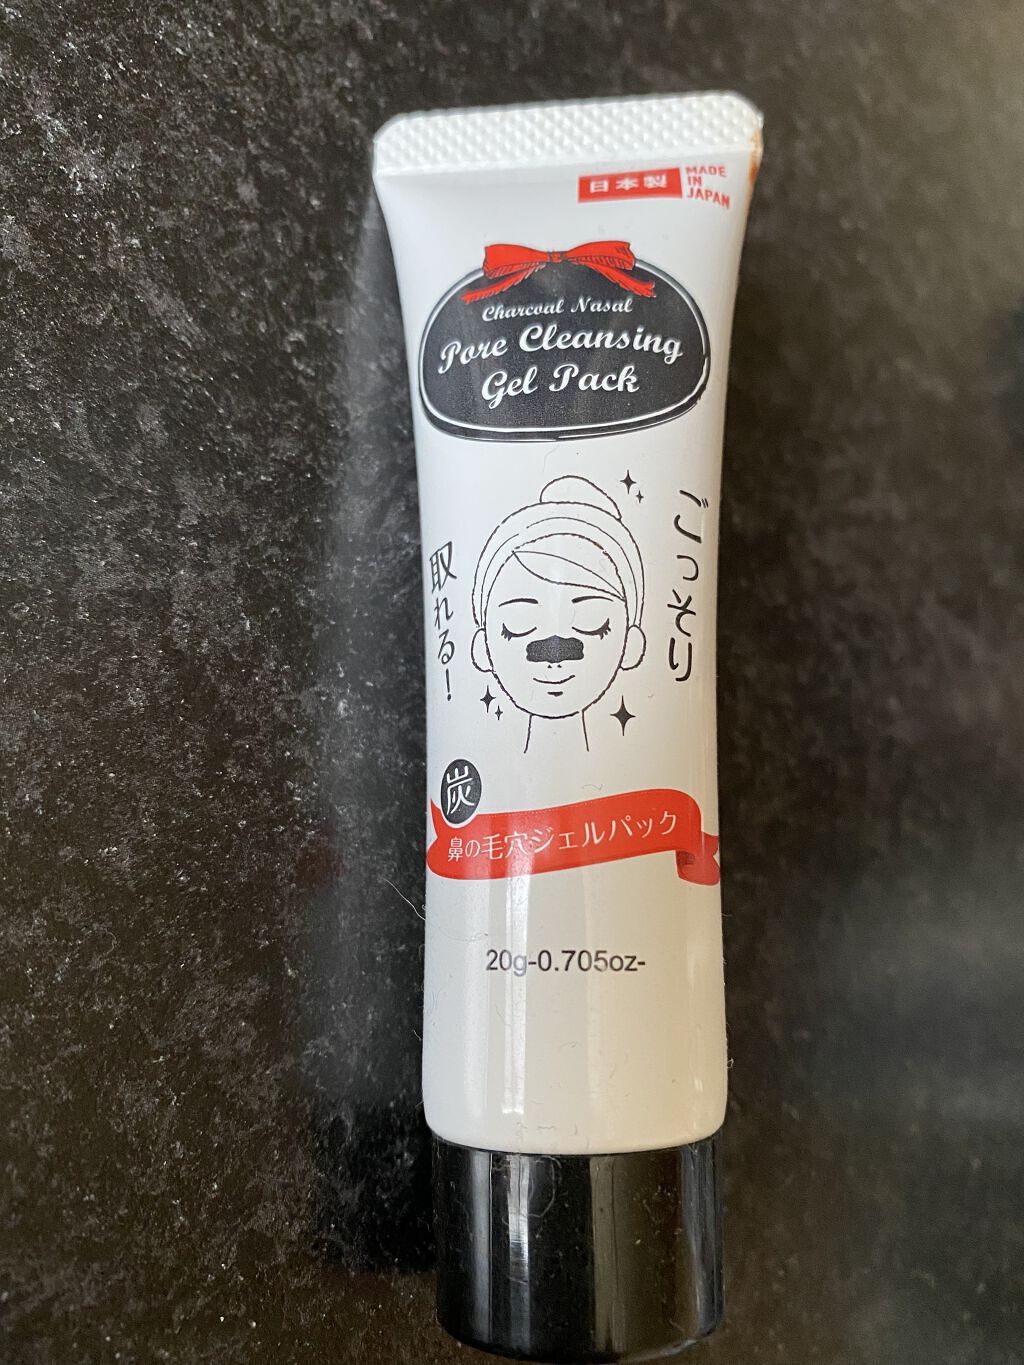 日本製
MADE
IN
JAPAN
Charcoal Nasal
Pore Cleansing
Gel Pack
ごっそり
取れる!
炭
鼻の毛穴ジェルパック
20g-0.705oz-